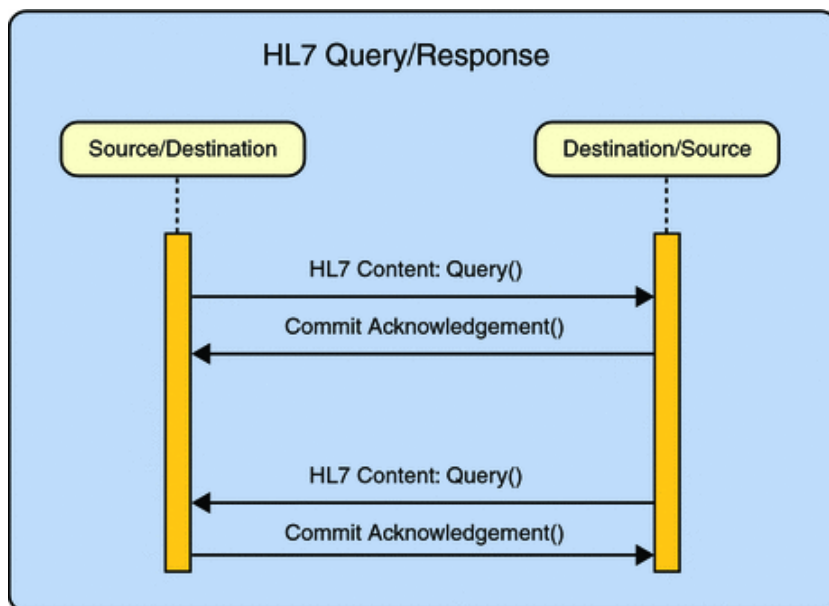 HL7 Query/Response
Source/Destination
Destination/Source
HL7 Content: Query()
Commit Acknowledgement()
HL7 Content: Query()
Commit Acknowledgement()